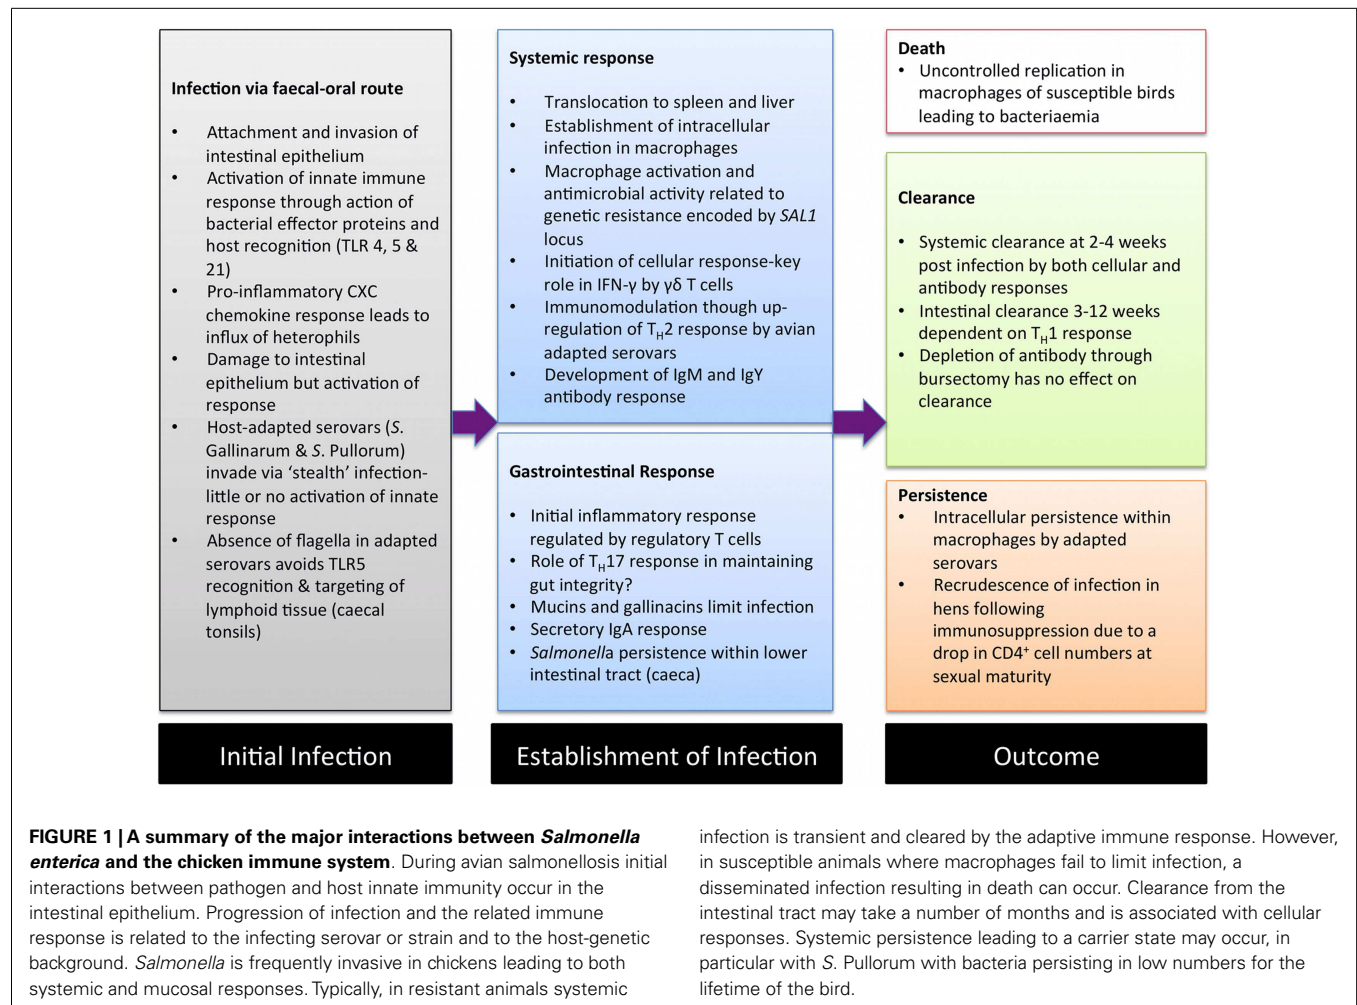 Infection via faecal-oral route
• Attachment and invasion of
intestinal epithelium
• Activation of innate immune
response through action of
bacterial effector proteins and
host recognition (TLR 4, 5 &
21)
• Pro-inflammatory CXC
chemokine response leads to
influx of heterophils
• Damage to intestinal
epithelium but activation of
response
• Host-adapted serovars (S.
Gallinarum & S. Pullorum)
invade via ‘stealth’ infection-
little or no activation of innate
response
• Absence of flagella in adapted
serovars avoids TLR5
recognition & targeting of
lymphoid tissue (caecal
tonsils)
Initial Infection
Systemic response
• Translocation to spleen and liver
• Establishment of intracellular
infection in macrophages
• Macrophage activation and
antimicrobial activity related to
genetic resistance encoded by SAL1
locus
• Initiation of cellular response-key
role in IFN-γ by γδ T cells
• Immunomodulation though up-
regulation of TH2 response by avian
adapted serovars
• Development of IgM and IgY
antibody response
Gastrointestinal Response
• Initial inflammatory response
regulated by regulatory T cells
• Role of TH17 response in maintaining
gut integrity?
• Mucins and gallinacins limit infection
• Secretory IgA response
• Salmonella persistence within lower
intestinal tract (caeca)
Establishment of Infection
Death
• Uncontrolled replication in
macrophages of susceptible birds
leading to bacteriaemia
Clearance
• Systemic clearance at 2-4 weeks
post infection by both cellular and
antibody responses
• Intestinal clearance 3-12 weeks
dependent on TH1 response
• Depletion of antibody through
bursectomy has no effect on
clearance
Persistence
• Intracellular persistence within
macrophages by adapted
serovars
• Recrudescence of infection in
hens following
immunosuppression due to a
drop in CD4⁺ cell numbers at
sexual maturity
Outcome
FIGURE 1 | A summary of the major interactions between Salmonella
enterica and the chicken immune system. During avian salmonellosis initial
interactions between pathogen and host innate immunity occur in the
intestinal epithelium. Progression of infection and the related immune
response is related to the infecting serovar or strain and to the host-genetic
background. Salmonella is frequently invasive in chickens leading to both
systemic and mucosal responses. Typically, in resistant animals systemic
infection is transient and cleared by the adaptive immune response. However,
in susceptible animals where macrophages fail to limit infection, a
disseminated infection resulting in death can occur. Clearance from the
intestinal tract may take a number of months and is associated with cellular
responses. Systemic persistence leading to a carrier state may occur, in
particular with S. Pullorum with bacteria persisting in low numbers for the
lifetime of the bird.